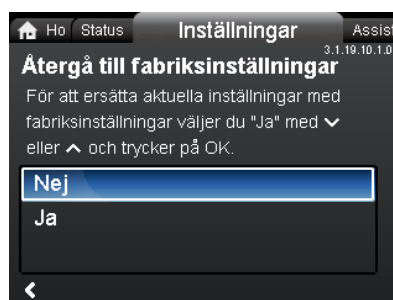 Ho Status Inställningar Assist
3.1.19.10.1.0
Återgå till fabriksinställningar
För att ersätta aktuella inställningar med
fabriksinställningar väljer du "Ja" med
eller och trycker på OK.
Nej
Ja